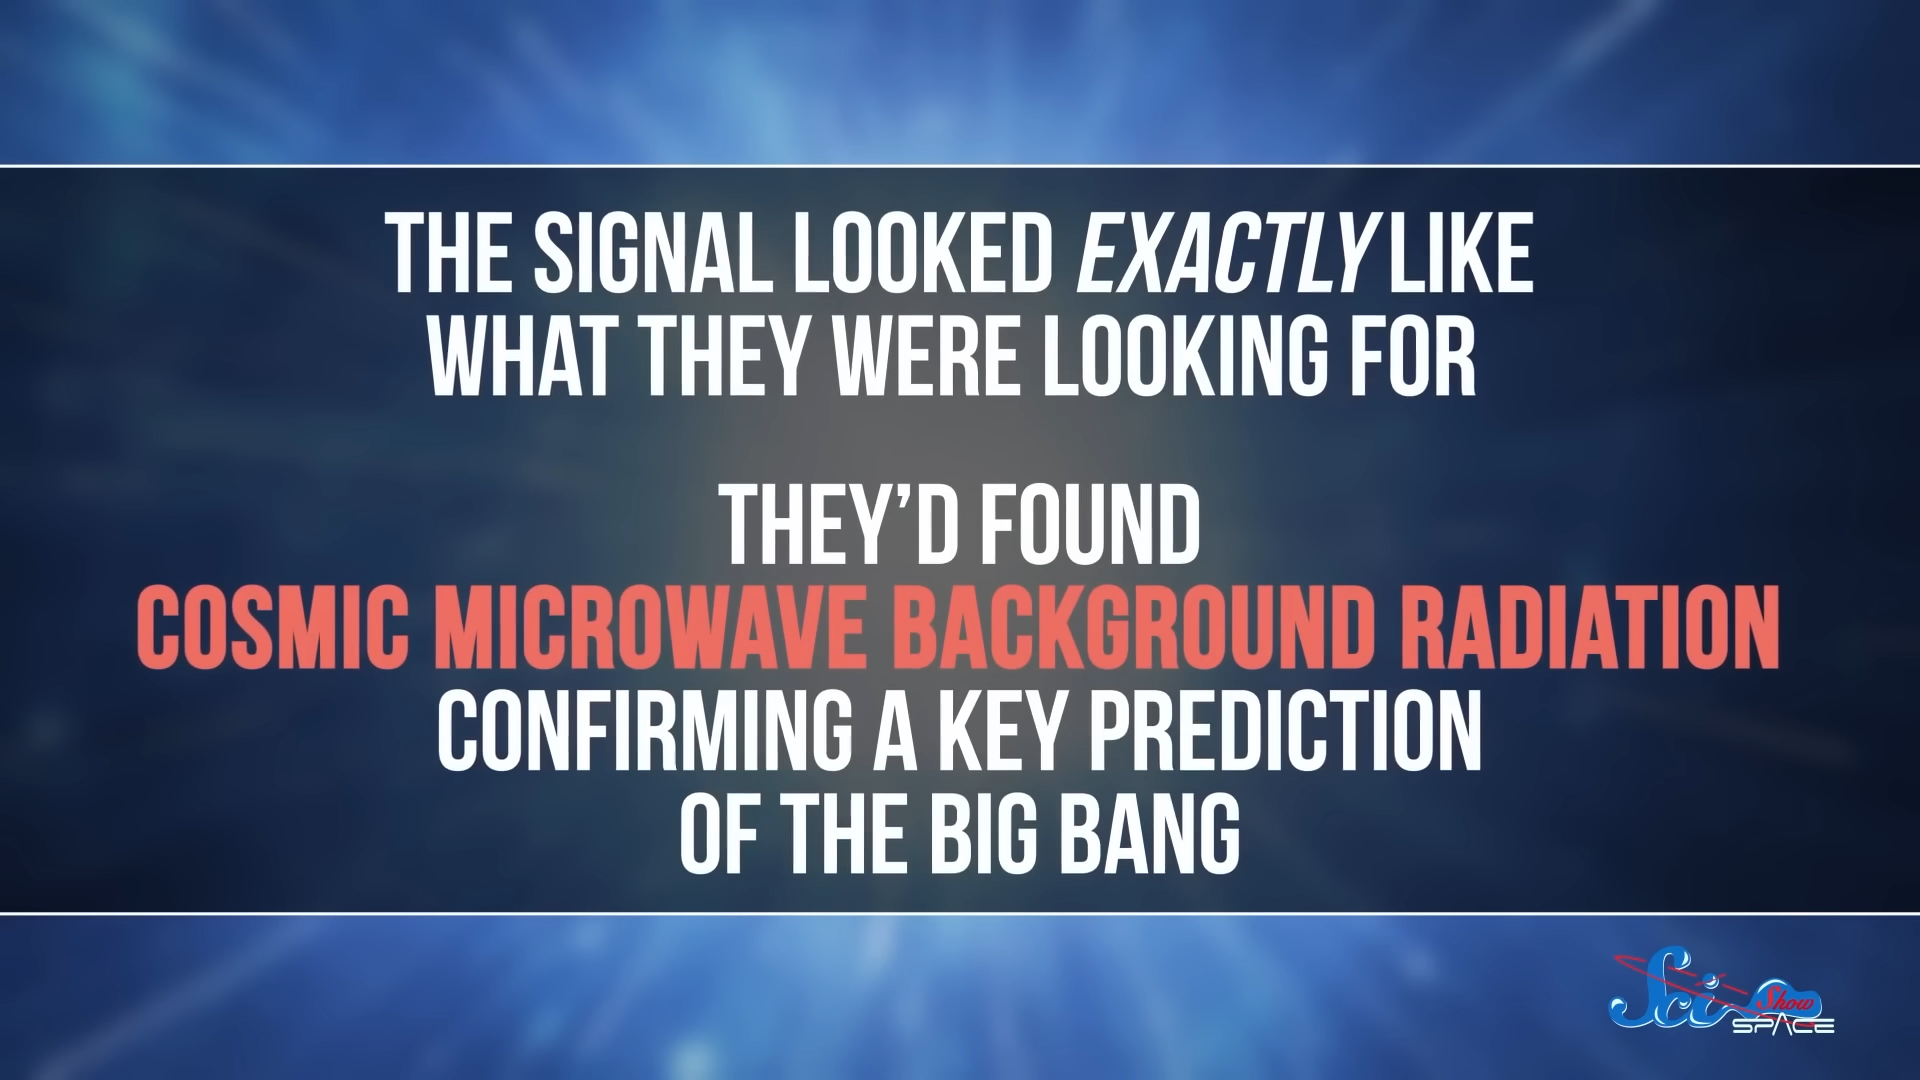 THE SIGNAL LOOKED EXACTLY LIKE
WHAT THEY WERE LOOKING FOR
THEY’D FOUND
COSMIC MICROWAVE BACKGROUND RADIATION
CONFIRMING A KEY PREDICTION
OF THE BIG BANG
Sci Show
SPACE